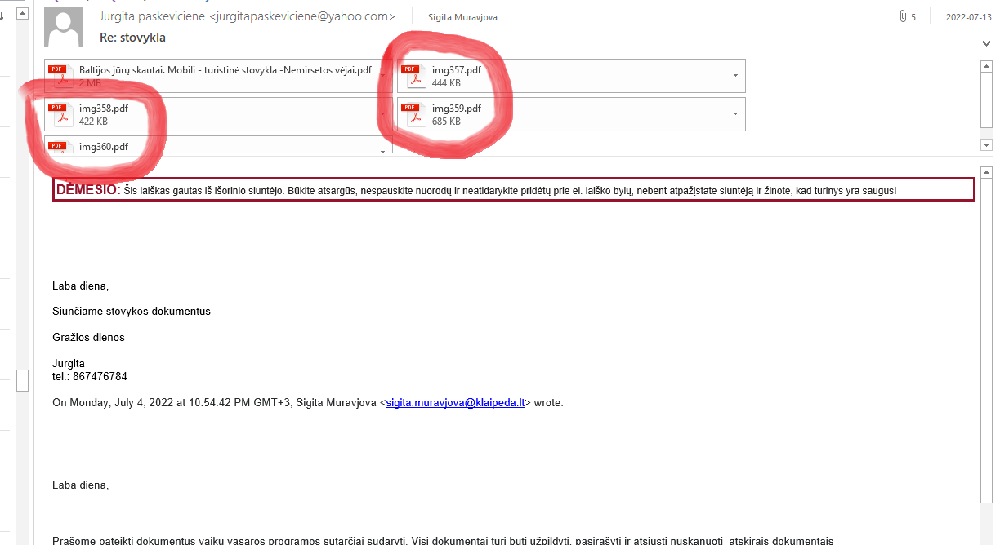 Jurgita paskeviciene <jurgitapaskeviciene@yahoo.com>
Sigita Muravjova
5
2022-07-13
Re: stovykla
PDF
Baltijos jūrų skautai. Mobili - turistinė stovykla -Nemirsetos vėjai.pdf
2 MB
PDF
img357.pdf
444 KB
PDF
img358.pdf
422 KB
PDF
img359.pdf
685 KB
PDF
img360.pdf
DĖMESIO: Šis laiškas gautas iš išorinio siuntėjo. Būkite atsargūs, nespauskite nuorodų ir neatidarykite pridėtų prie el. laiško bylų, nebent atpažįstate siuntėją ir žinote, kad turinys yra saugus!
Laba diena,
Siunčiame stovykos dokumentus
Gražios dienos
Jurgita
tel.: 867476784
On Monday, July 4, 2022 at 10:54:42 PM GMT+3, Sigita Muravjova <sigita.muravjova@klaipeda.lt> wrote:
Laba diena,
Prašome pateikti dokumentus vaikų vasaros programos sutarčiai sudaryti. Visi dokumentai turi būti užpildyti, pasirašyti ir atsiųsti nuskanuoti atskirais dokumentais